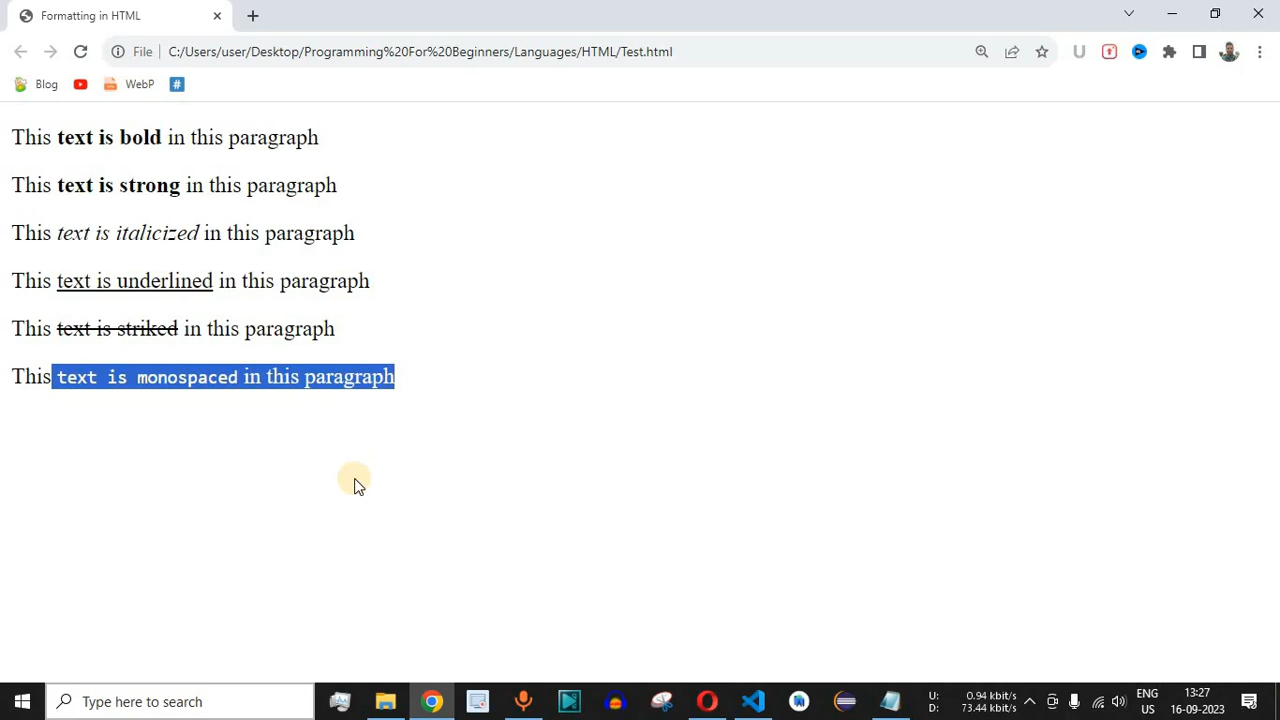 Formatting in HTML
File C:/Users/user/Desktop/Programming%20For%20Beginners/Languages/HTML/Test.html
Blog WebP #
This text is bold in this paragraph
This text is strong in this paragraph
This text is italicized in this paragraph
This text is underlined in this paragraph
This text is striked in this paragraph
This text is monospaced in this paragraph
Type here to search
U: 0.94 kbit/s
D: 73.44 kbit/s
ENG
US
13:27
16-09-2023